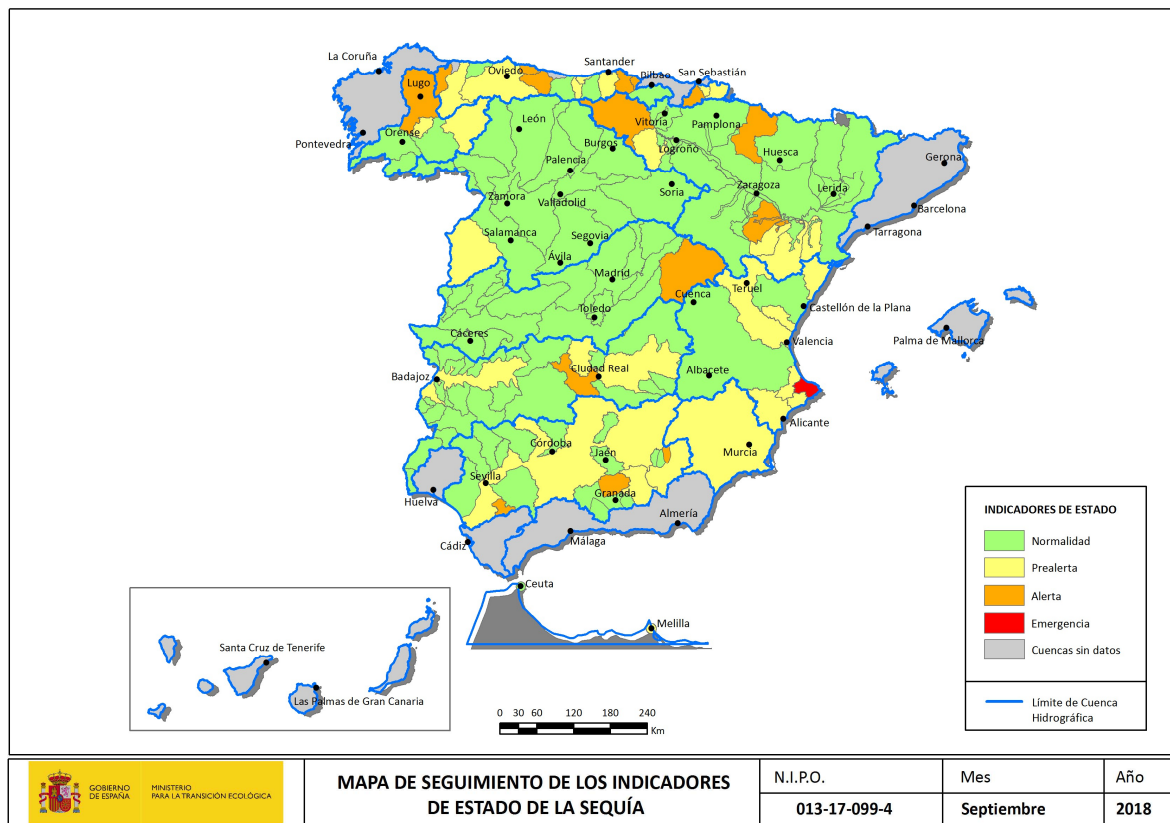 La Coruña
Lugo
Oviedo
Santander
Bilbao
San Sebastián
Pontevedra
Orense
León
Burgos
Vitoria
Pamplona
Logroño
Huesca
Gerona
Palencia
Zamora
Valladolid
Soria
Zaragoza
Lerida
Barcelona
Tarragona
Salamanca
Segovia
Ávila
Madrid
Teruel
Cuenca
Castellón de la Plana
Toledo
Cáceres
Valencia
Palma de Mallorca
Badajoz
Ciudad Real
Albacete
Alicante
Córdoba
Jaén
Murcia
Sevilla
Huelva
Granada
Almería
Cádiz
Málaga
Ceuta
Melilla
Santa Cruz de Tenerife
Las Palmas de Gran Canaria
0 30 60 120 180 240
Km
INDICADORES DE ESTADO
Normalidad
Prealerta
Alerta
Emergencia
Cuencas sin datos
Límite de Cuenca
Hidrográfica
GOBIERNO
DE ESPAÑA
MINISTERIO
PARA LA TRANSICIÓN ECOLÓGICA
MAPA DE SEGUIMIENTO DE LOS INDICADORES
DE ESTADO DE LA SEQUÍA
N.I.P.O.
013-17-099-4
Mes
Septiembre
Año
2018